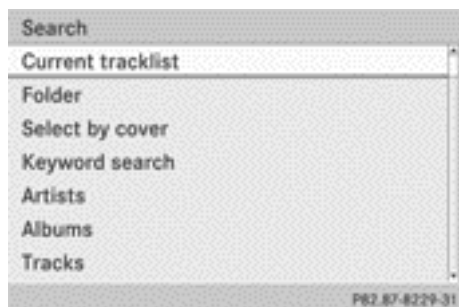 Search
Current tracklist
Folder
Select by cover
Keyword search
Artists
Albums
Tracks
P82.87-8229-31